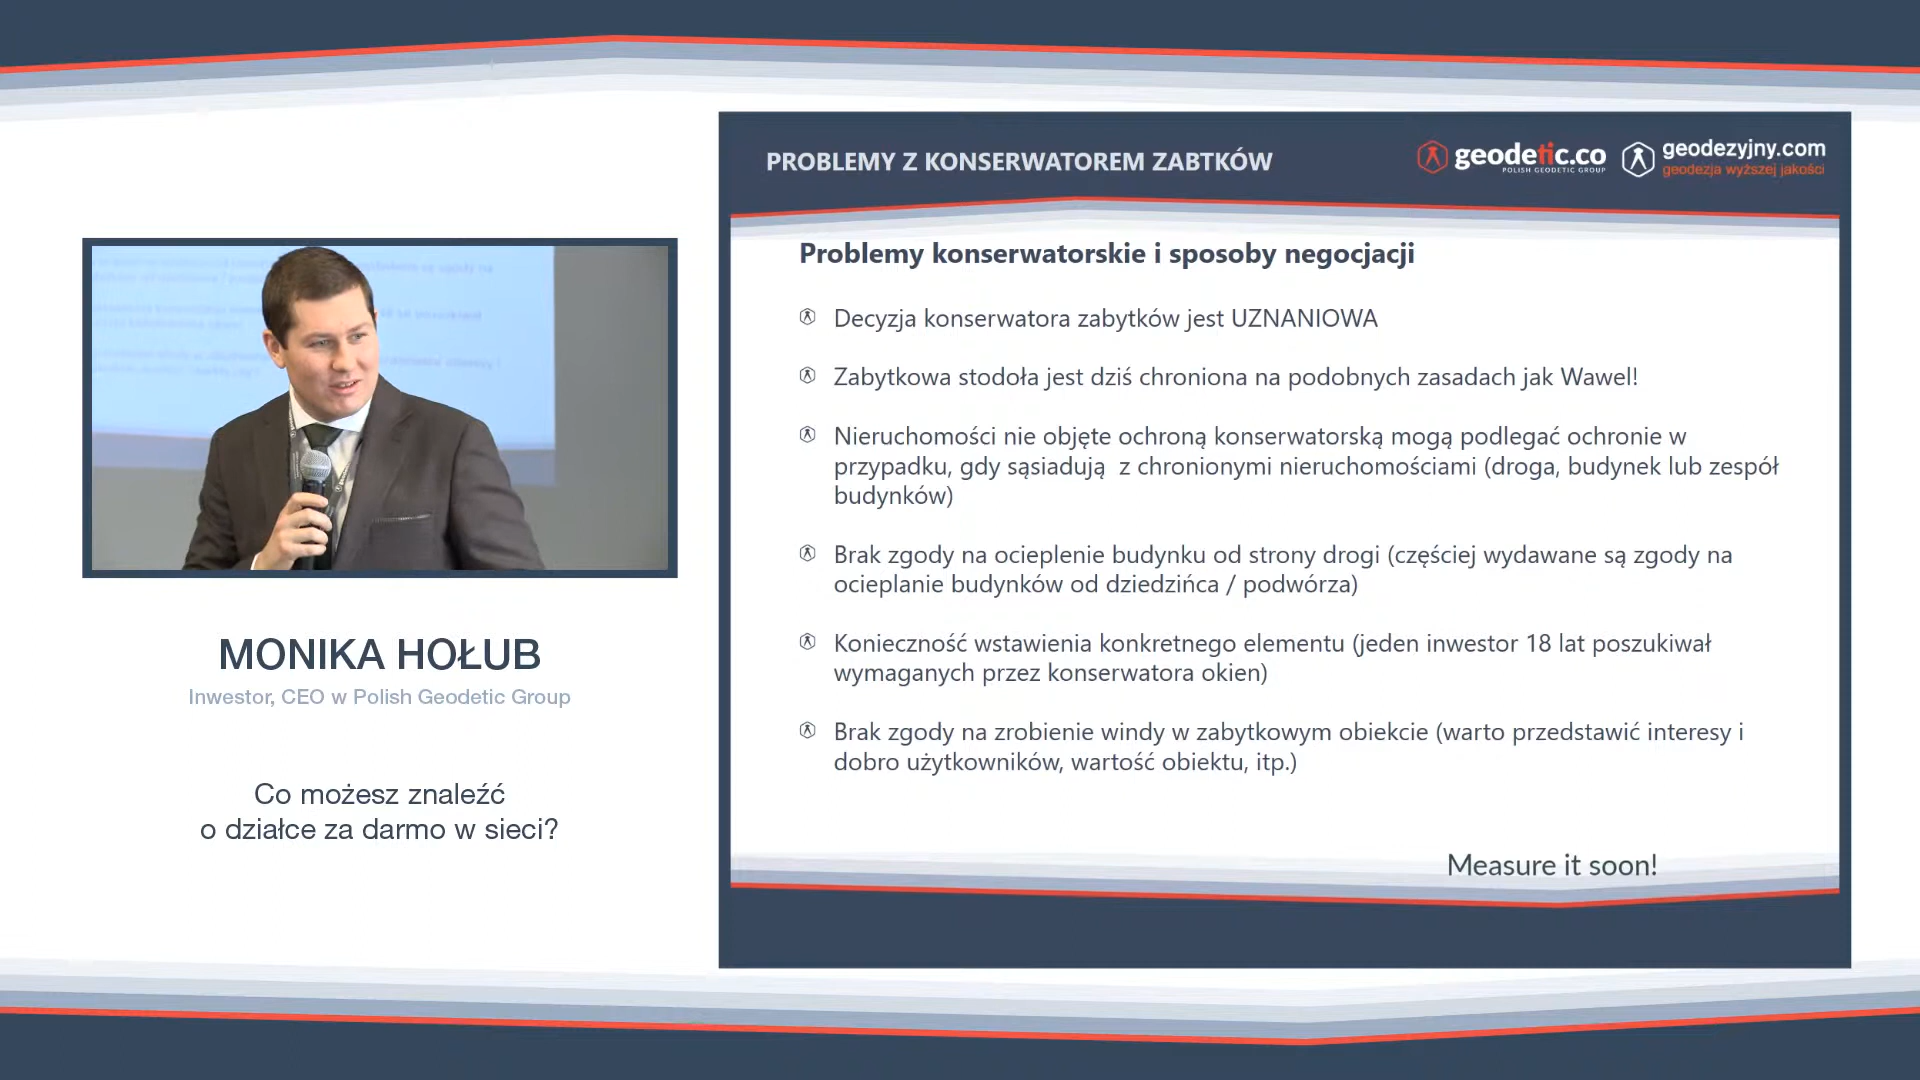 MONIKA HOŁUB
Inwestor, CEO w Polish Geodetic Group
Co możesz znaleźć
o działce za darmo w sieci?
PROBLEMY Z KONSERWATOREM ZABTKÓW
geodetic.co
POLISH GEODETIC GROUP
geodezyjny.com
geodezja wyższej jakości
Problemy konserwatorskie i sposoby negocjacji
Decyzja konserwatora zabytków jest UZNANIOWA
Zabytkowa stodoła jest dziś chroniona na podobnych zasadach jak Wawel!
Nieruchomości nie objęte ochroną konserwatorską mogą podlegać ochronie w
przypadku, gdy sąsiadują z chronionymi nieruchomościami (droga, budynek lub zespół
budynków)
Brak zgody na ocieplenie budynku od strony drogi (częściej wydawane są zgody na
ocieplanie budynków od dziedzińca / podwórza)
Konieczność wstawienia konkretnego elementu (jeden inwestor 18 lat poszukiwał
wymaganych przez konserwatora okien)
Brak zgody na zrobienie windy w zabytkowym obiekcie (warto przedstawić interesy i
dobro użytkowników, wartość obiektu, itp.)
Measure it soon!